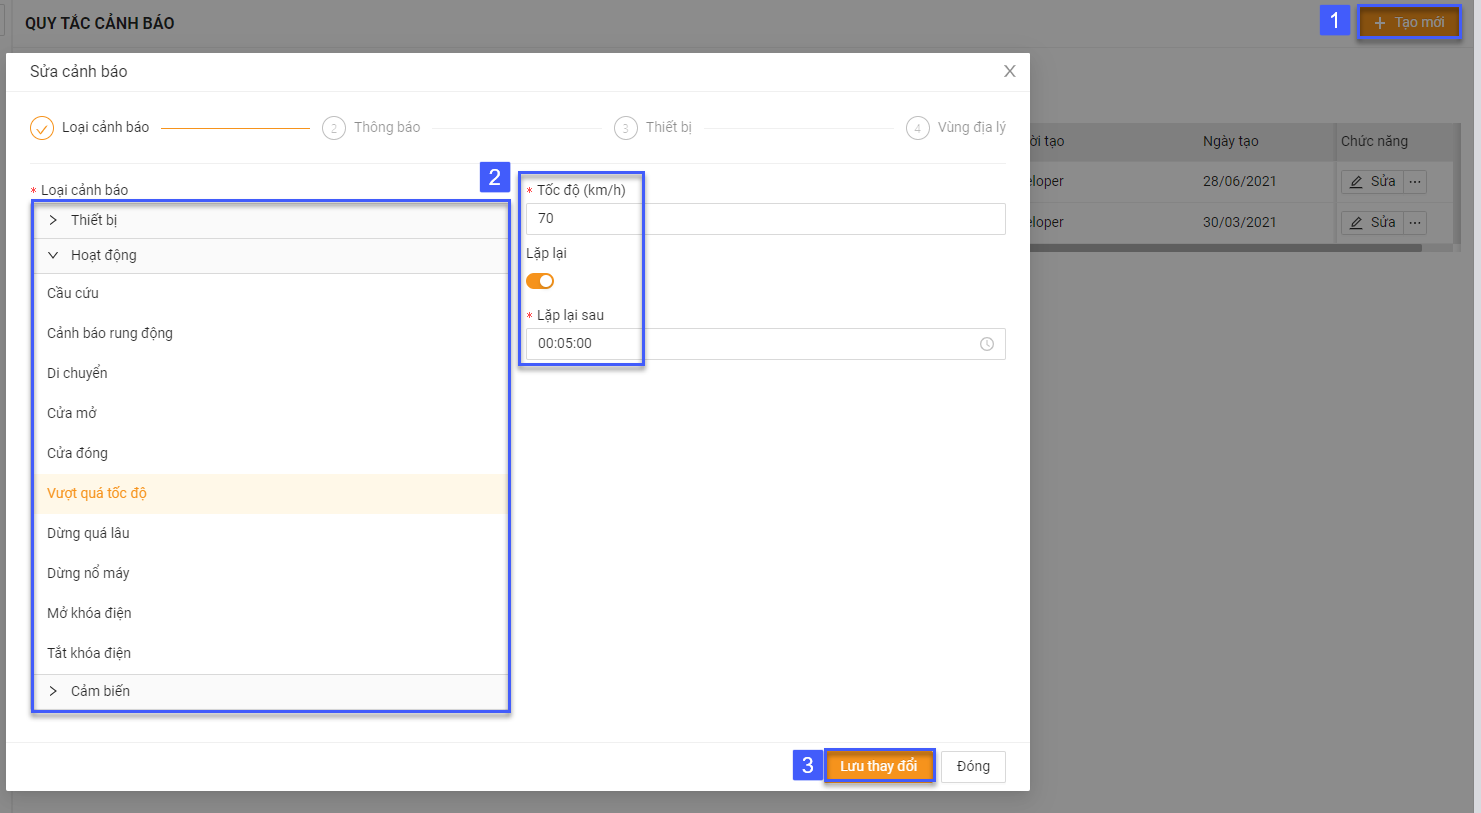 QUY TẮC CẢNH BÁO
1
+ Tạo mới
Sửa cảnh báo
Loại cảnh báo
2 Thông báo
3 Thiết bị
4 Vùng địa lý
ời tạo
Ngày tạo
Chức năng
eloper
28/06/2021
Sửa
...
eloper
30/03/2021
Sửa
...
2
* Loại cảnh báo
Thiết bị
Hoạt động
Cầu cứu
Cảnh báo rung động
Di chuyển
Cửa mở
Cửa đóng
Vượt quá tốc độ
Dừng quá lâu
Dừng nổ máy
Mở khóa điện
Tắt khóa điện
Cảm biến
* Tốc độ (km/h)
70
Lặp lại
* Lặp lại sau
00:05:00
3
Lưu thay đổi
Đóng